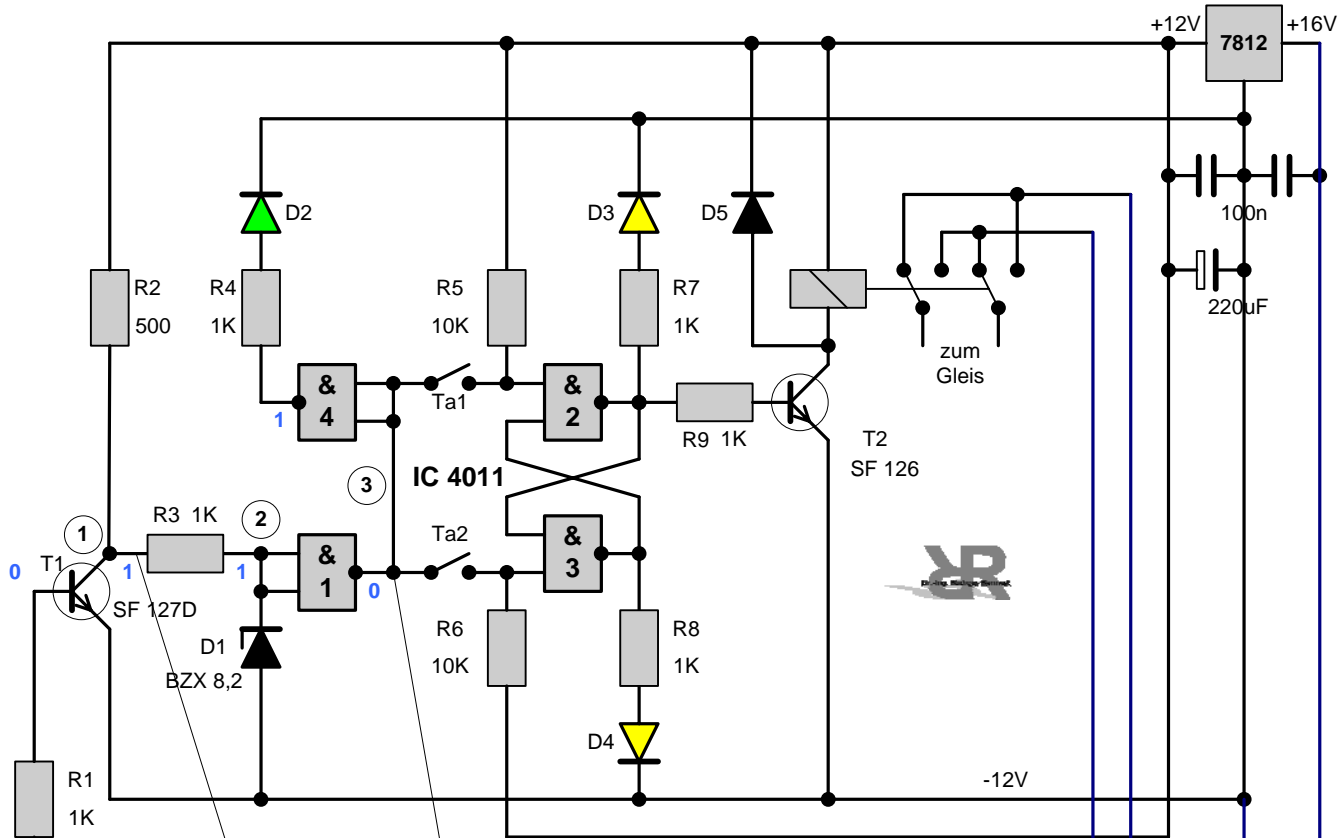 +12V
7812
+16V
D2
D3
D5
100n
R2
500
R4
1K
R5
10K
R7
1K
220uF
zum
Gleis
&
4
1
Ta1
&
2
R9 1K
T2
SF 126
IC 4011
3
R3 1K
2
1
T1
0
1
1
&
1
0
Ta2
&
3
SF 127D
D1
BZX 8,2
R6
10K
R8
1K
D4
R1
1K
-12V